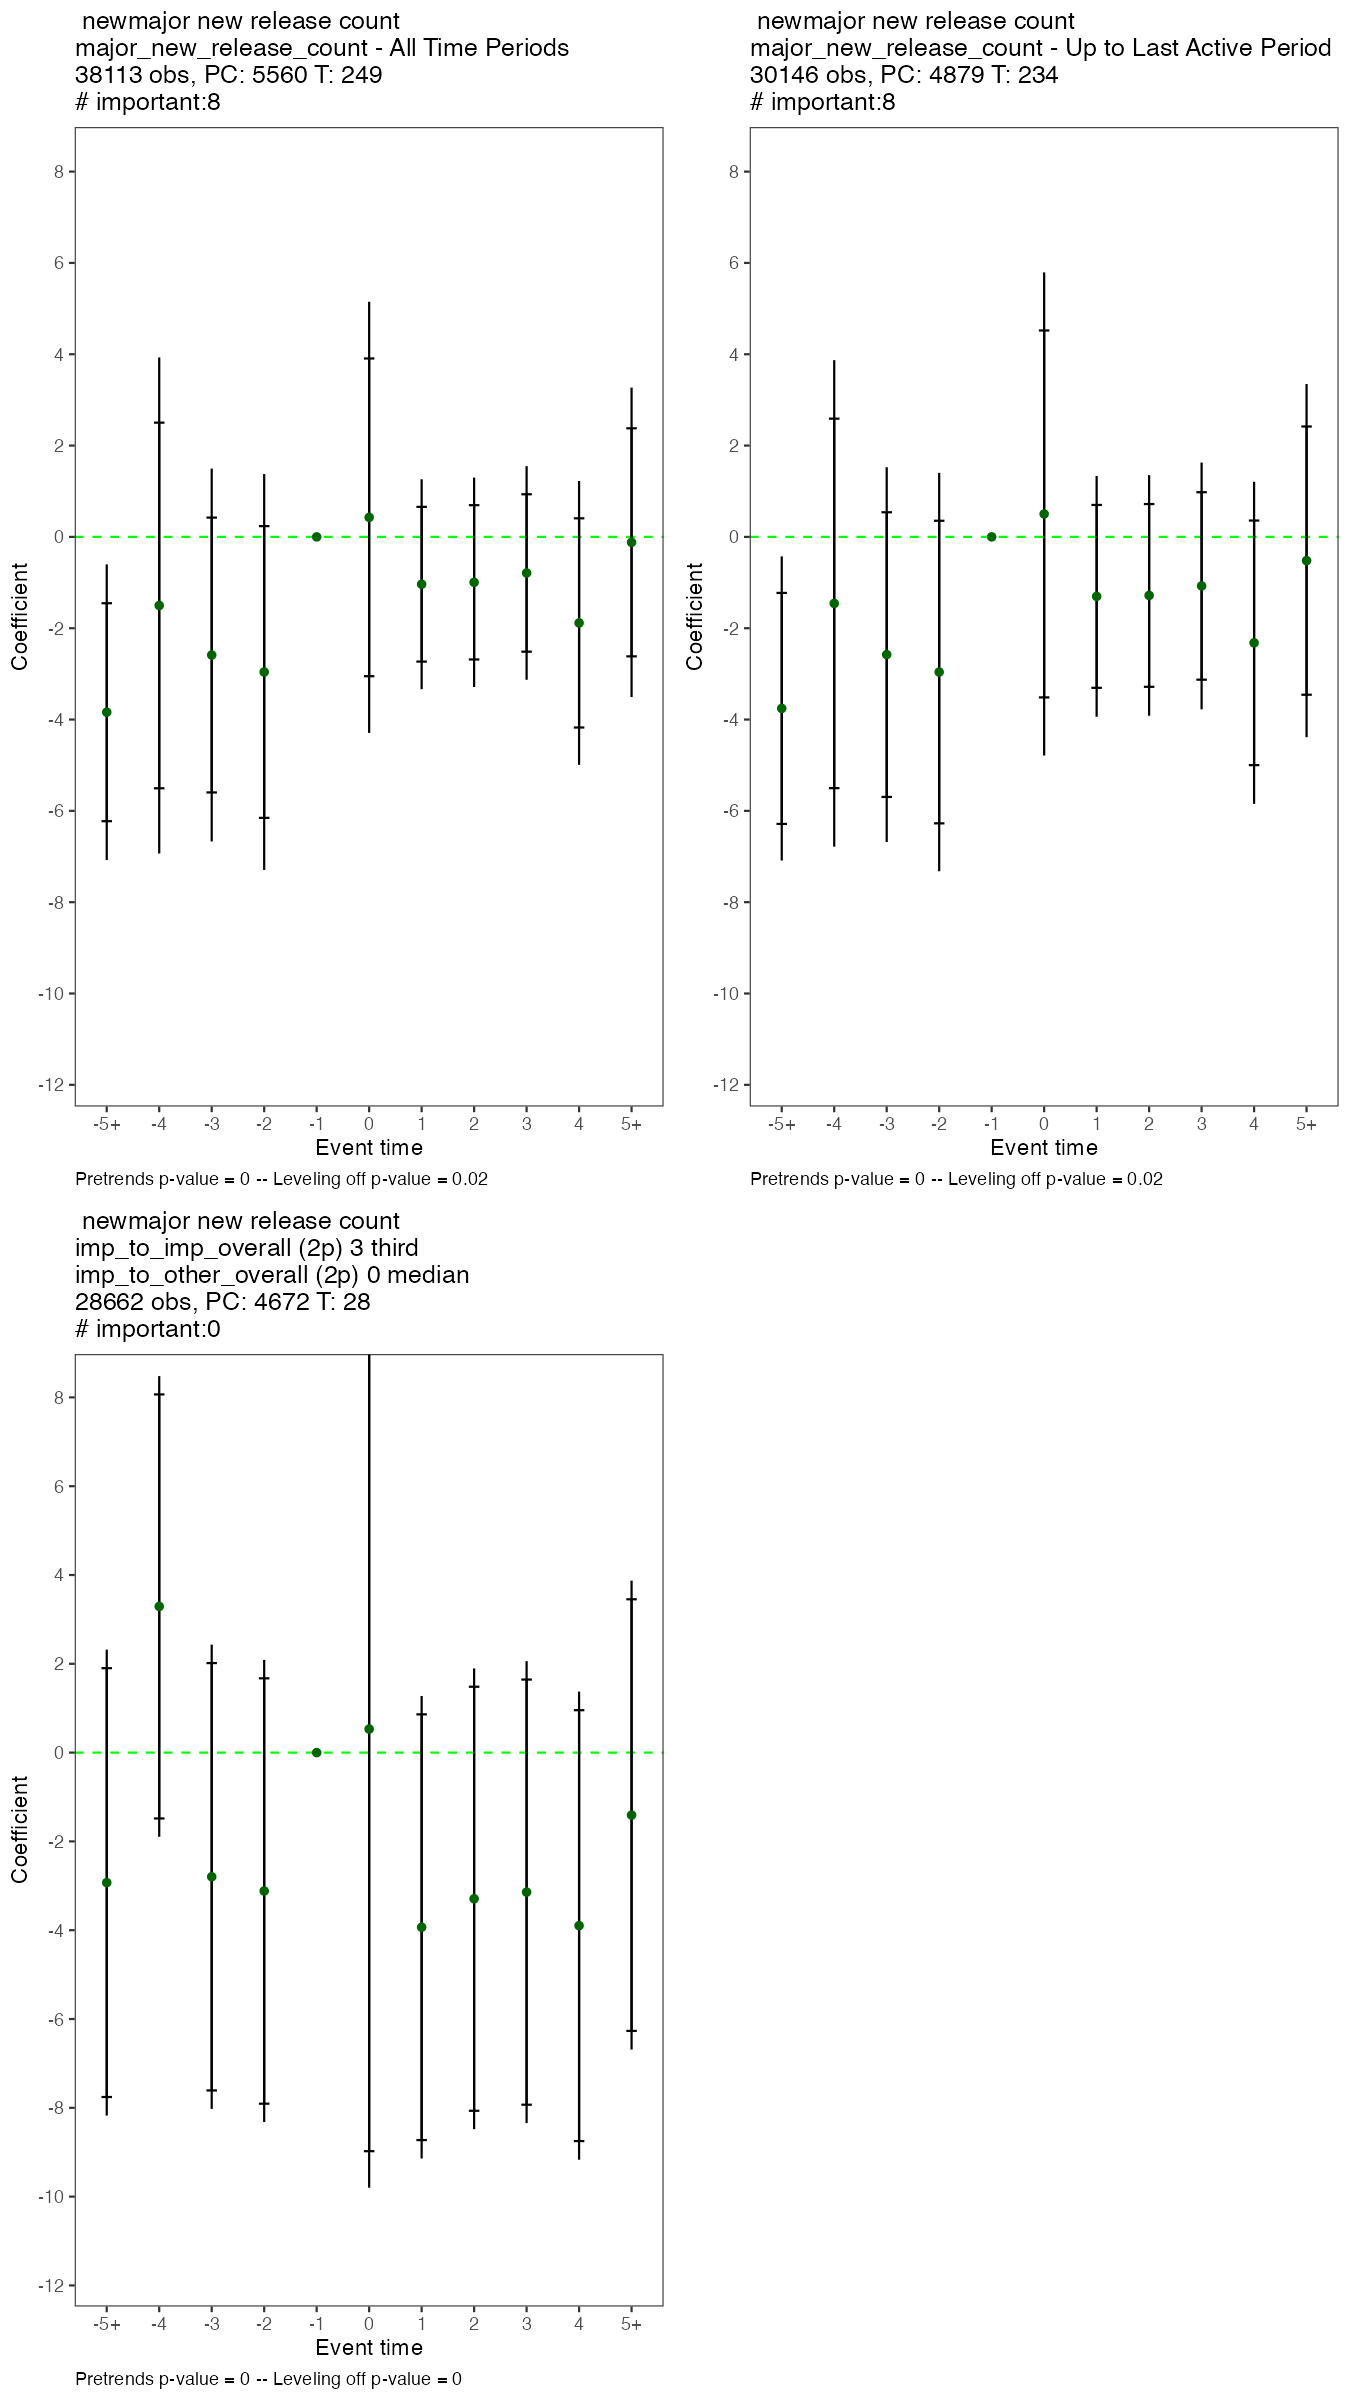 newmajor new release count
major_new_release_count - All Time Periods
38113 obs, PC: 5560 T: 249
# important:8
8
6
4
2
0
-2
-4
-6
-8
-10
-12
Coefficient
-5+ -4 -3 -2 -1 0 1 2 3 4 5+
Event time
Pretrends p-value = 0 -- Leveling off p-value = 0.02
newmajor new release count
major_new_release_count - Up to Last Active Period
30146 obs, PC: 4879 T: 234
# important:8
8
6
4
2
0
-2
-4
-6
-8
-10
-12
Coefficient
-5+ -4 -3 -2 -1 0 1 2 3 4 5+
Event time
Pretrends p-value = 0 -- Leveling off p-value = 0.02
newmajor new release count
imp_to_imp_overall (2p) 3 third
imp_to_other_overall (2p) 0 median
28662 obs, PC: 4672 T: 28
# important:0
8
6
4
2
0
-2
-4
-6
-8
-10
-12
Coefficient
-5+ -4 -3 -2 -1 0 1 2 3 4 5+
Event time
Pretrends p-value = 0 -- Leveling off p-value = 0